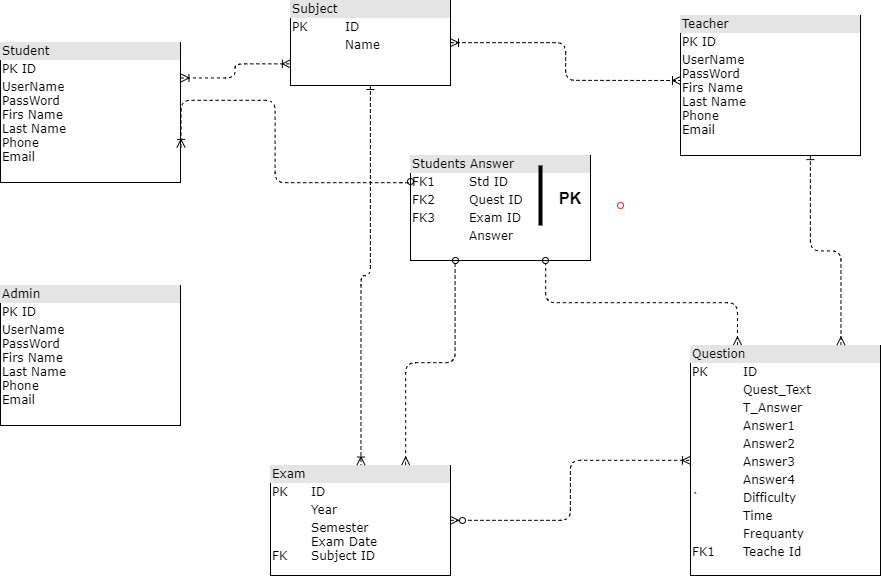 Subject
PK ID
Name
Teacher
PK ID
UserName
PassWord
Firs Name
Last Name
Phone
Email
Student
PK ID
UserName
PassWord
Firs Name
Last Name
Phone
Email
Students Answer
FK1 Std ID
FK2 Quest ID
FK3 Exam ID
Answer
PK
Admin
PK ID
UserName
PassWord
Firs Name
Last Name
Phone
Email
Question
PK ID
Quest_Text
T_Answer
Answer1
Answer2
Answer3
Answer4
` Difficulty
Time
Frequanty
FK1 Teache Id
Exam
PK ID
Year
Semester
Exam Date
FK Subject ID